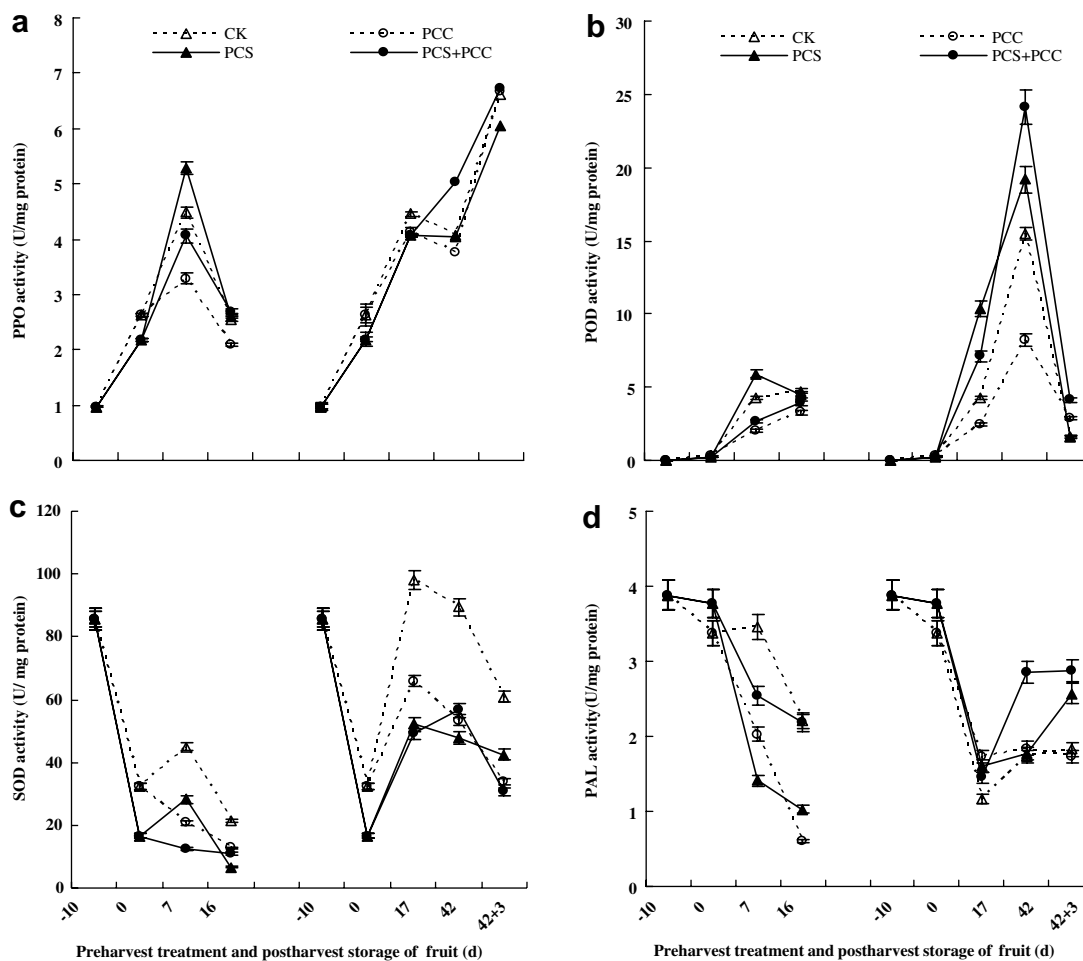 a
8
7
6
5
4
3
2
1
0
PPO activity (U/mg protein)
CK
PCC
PCS
PCS+PCC
b
30
25
20
15
10
5
0
POD activity (U/mg protein)
CK
PCC
PCS
PCS+PCC
c
120
100
80
60
40
20
0
SOD activity (U/ mg protein)
-10 0 7 16 -10 0 17 42 42+3
Preharvest treatment and postharvest storage of fruit (d)
d
5
4
3
2
1
0
PAL activity(U/mg protein)
-10 0 7 16 -10 0 17 42 42+3
Preharvest treatment and postharvest storage of fruit (d)